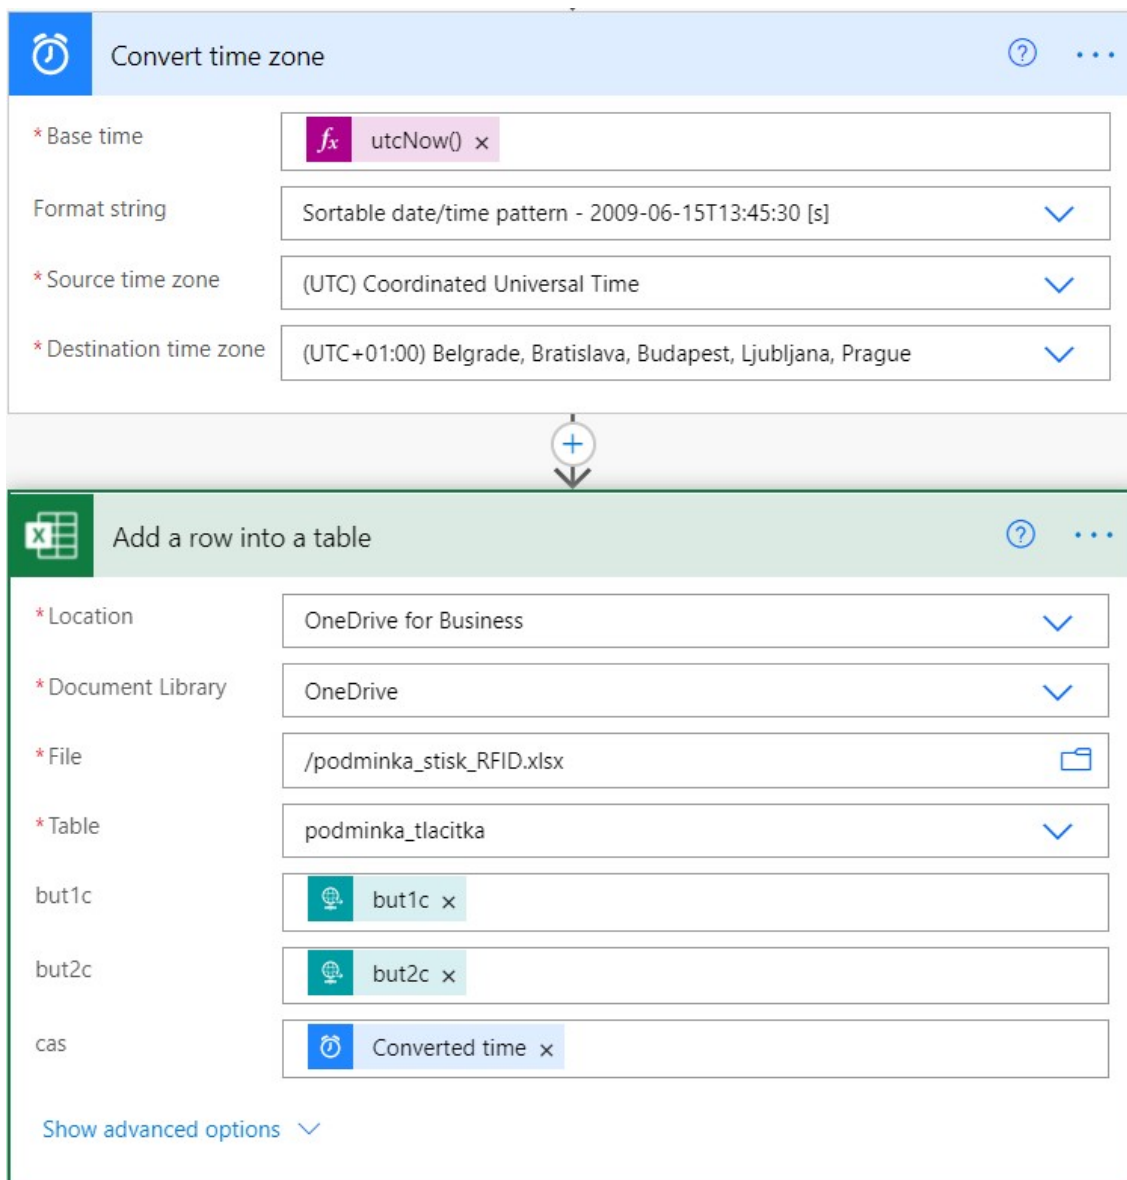 Convert time zone
* Base time fx utcNow() ×
Format string Sortable date/time pattern - 2009-06-15T13:45:30 [s]
* Source time zone (UTC) Coordinated Universal Time
* Destination time zone (UTC+01:00) Belgrade, Bratislava, Budapest, Ljubljana, Prague
Add a row into a table
* Location OneDrive for Business
* Document Library OneDrive
* File /podminka_stisk_RFID.xlsx
* Table podminka_tlacitka
but1c but1c ×
but2c but2c ×
cas Converted time ×
Show advanced options